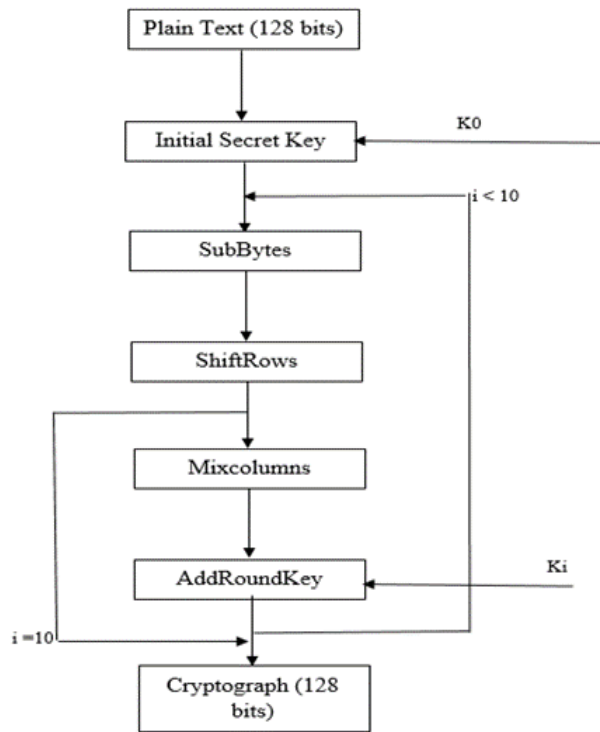 Plain Text (128 bits)
K0
Initial Secret Key
i < 10
SubBytes
ShiftRows
Mixcolumns
Ki
AddRoundKey
i =10
Cryptograph (128
bits)